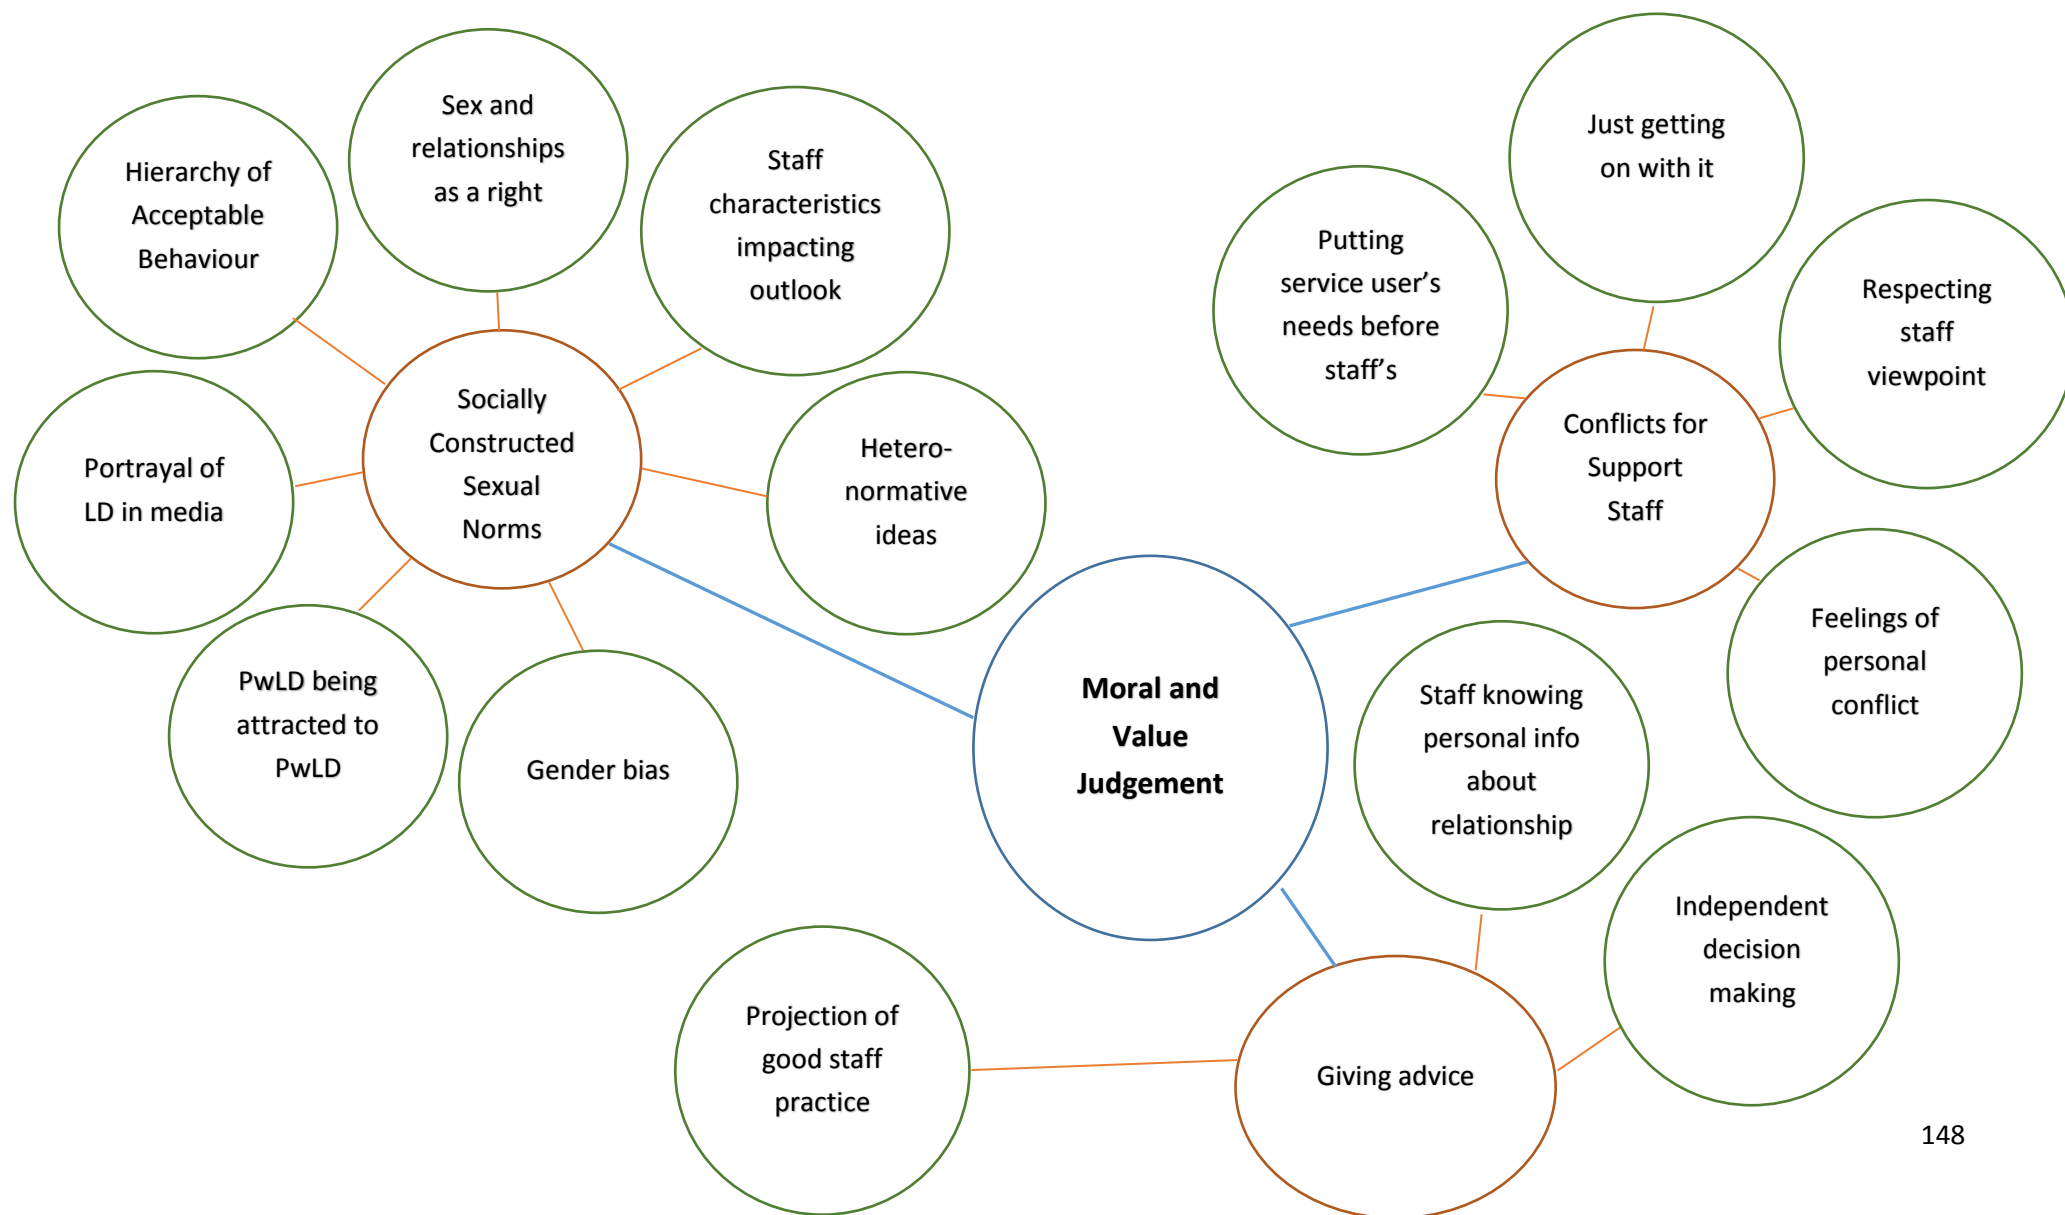 Sex and
relationships
as a right
Hierarchy of
Acceptable
Behaviour
Staff
characteristics
impacting
outlook
Socially
Constructed
Sexual
Norms
Portrayal of
LD in media
Hetero-
normative
ideas
PwLD being
attracted to
PwLD
Gender bias
Just getting
on with it
Putting
service user’s
needs before
staff’s
Respecting
staff
viewpoint
Conflicts for
Support
Staff
Feelings of
personal
conflict
Moral and
Value
Judgement
Staff knowing
personal info
about
relationship
Independent
decision
making
Projection of
good staff
practice
Giving advice
148